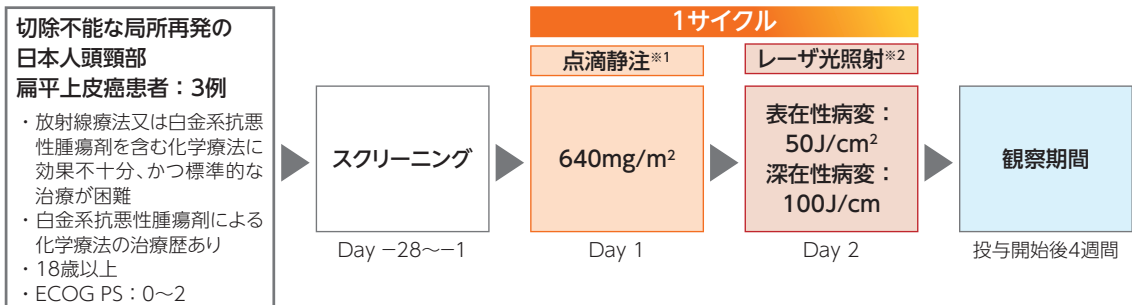 切除不能な局所再発の
日本人頭頸部
扁平上皮癌患者：3例
・放射線療法又は白金系抗悪
性腫瘍剤を含む化学療法に
効果不十分、かつ標準的な
治療が困難
・白金系抗悪性腫瘍剤による
化学療法の治療歴あり
・18歳以上
・ECOG PS：0〜2
スクリーニング
Day −28〜−1
1サイクル
点滴静注※1
640mg/m²
Day 1
レーザ光照射※2
表在性病変：
50J/cm²
深在性病変：
100J/cm
Day 2
観察期間
投与開始後4週間